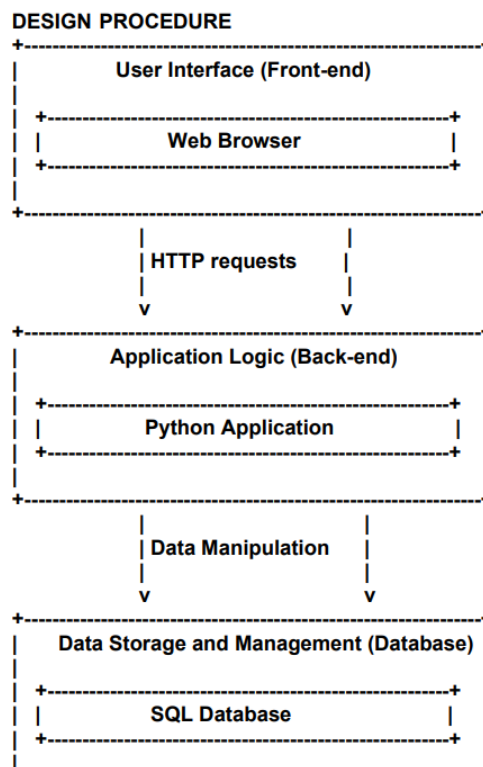 DESIGN PROCEDURE
+-------------------------------------------------------------------+
| User Interface (Front-end)
|
| +----------------------------------------------------------+
| | Web Browser |
| +----------------------------------------------------------+
|
+-------------------------------------------------------------------+
| |
| HTTP requests |
| |
v v
+-------------------------------------------------------------------+
| Application Logic (Back-end)
|
| +----------------------------------------------------------+
| | Python Application |
| +----------------------------------------------------------+
|
+-------------------------------------------------------------------+
| |
| Data Manipulation |
| |
v v
+-------------------------------------------------------------------+
| Data Storage and Management (Database)
|
| +----------------------------------------------------------+
| | SQL Database |
| +----------------------------------------------------------+
|